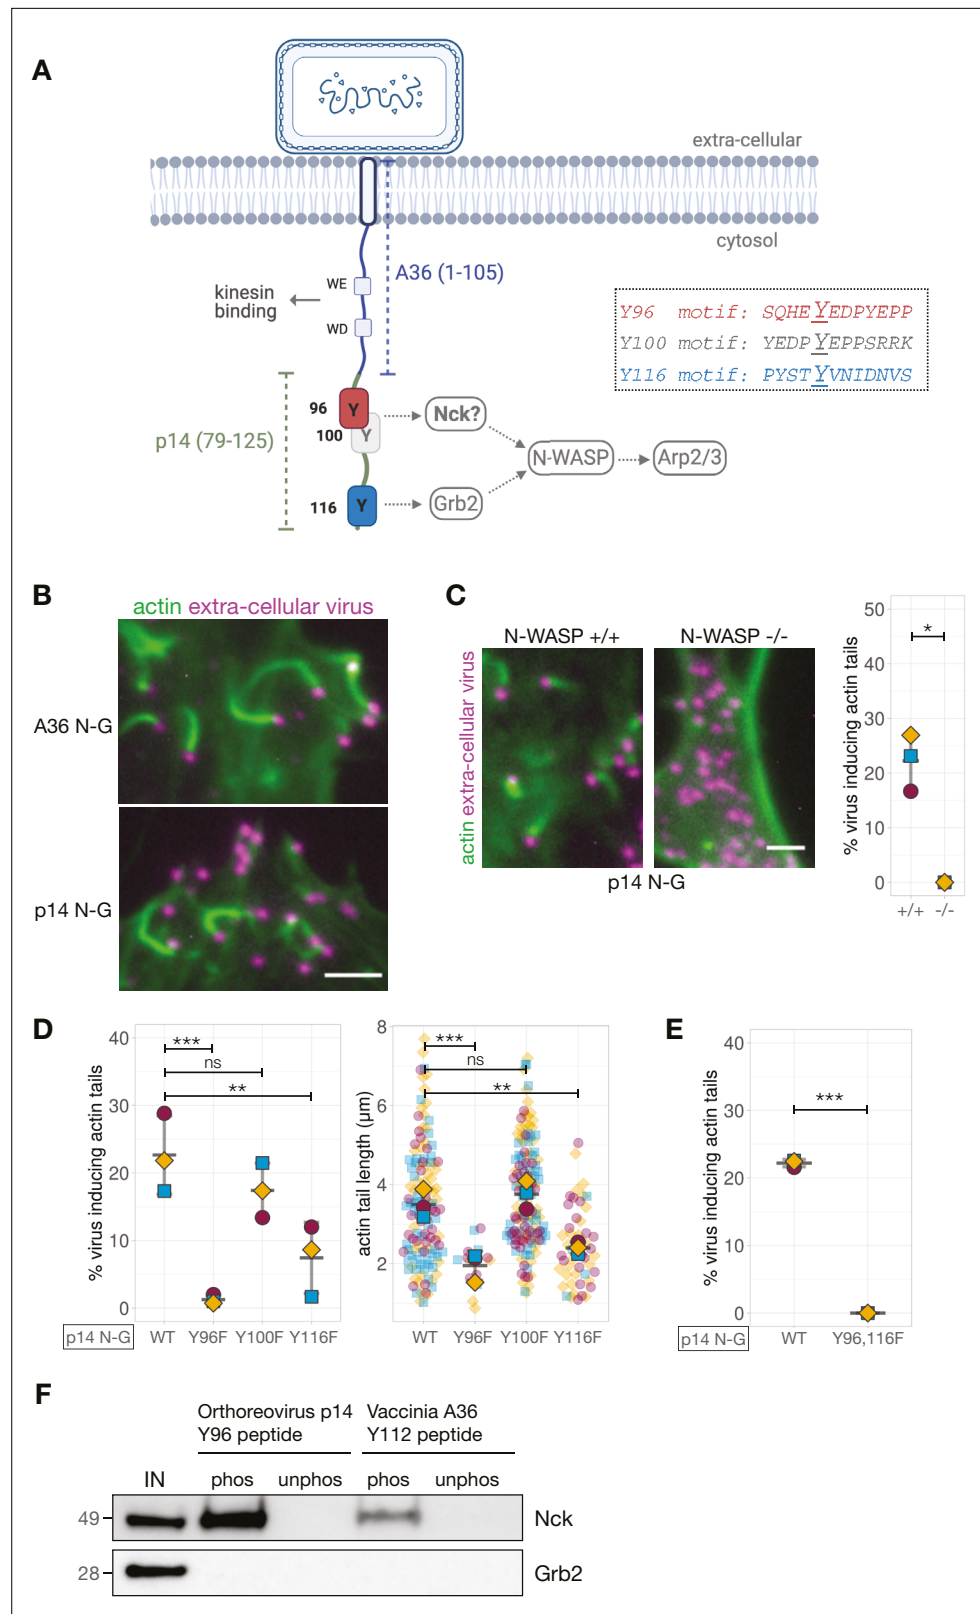 A
extra-cellular
cytosol
A36 (1-105)
WE
kinesin
binding
WD
Y96 motif: SQHEYEDPYEPP
Y100 motif: YEDPYEPPSRRK
Y116 motif: PYSTYVNIDNVS
p14 (79-125)
96
Y
Nck?
100
Y
N-WASP
Arp2/3
116
Y
Grb2
B
actin extra-cellular virus
A36 N-G
p14 N-G
C
N-WASP +/+
N-WASP -/-
actin extra-cellular virus
p14 N-G
% virus inducing actin tails
50
40
30
20
10
0
*
+/+
-/-
D
% virus inducing actin tails
40
30
20
10
0
***
ns
**
p14 N-G
WT
Y96F
Y100F
Y116F
actin tail length (μm)
8
6
4
2
***
ns
**
WT
Y96F
Y100F
Y116F
E
% virus inducing actin tails
40
30
20
10
0
***
p14 N-G
WT
Y96,116F
F
Orthoreovirus p14
Y96 peptide
Vaccinia A36
Y112 peptide
IN
phos
unphos
phos
unphos
49
Nck
28
Grb2